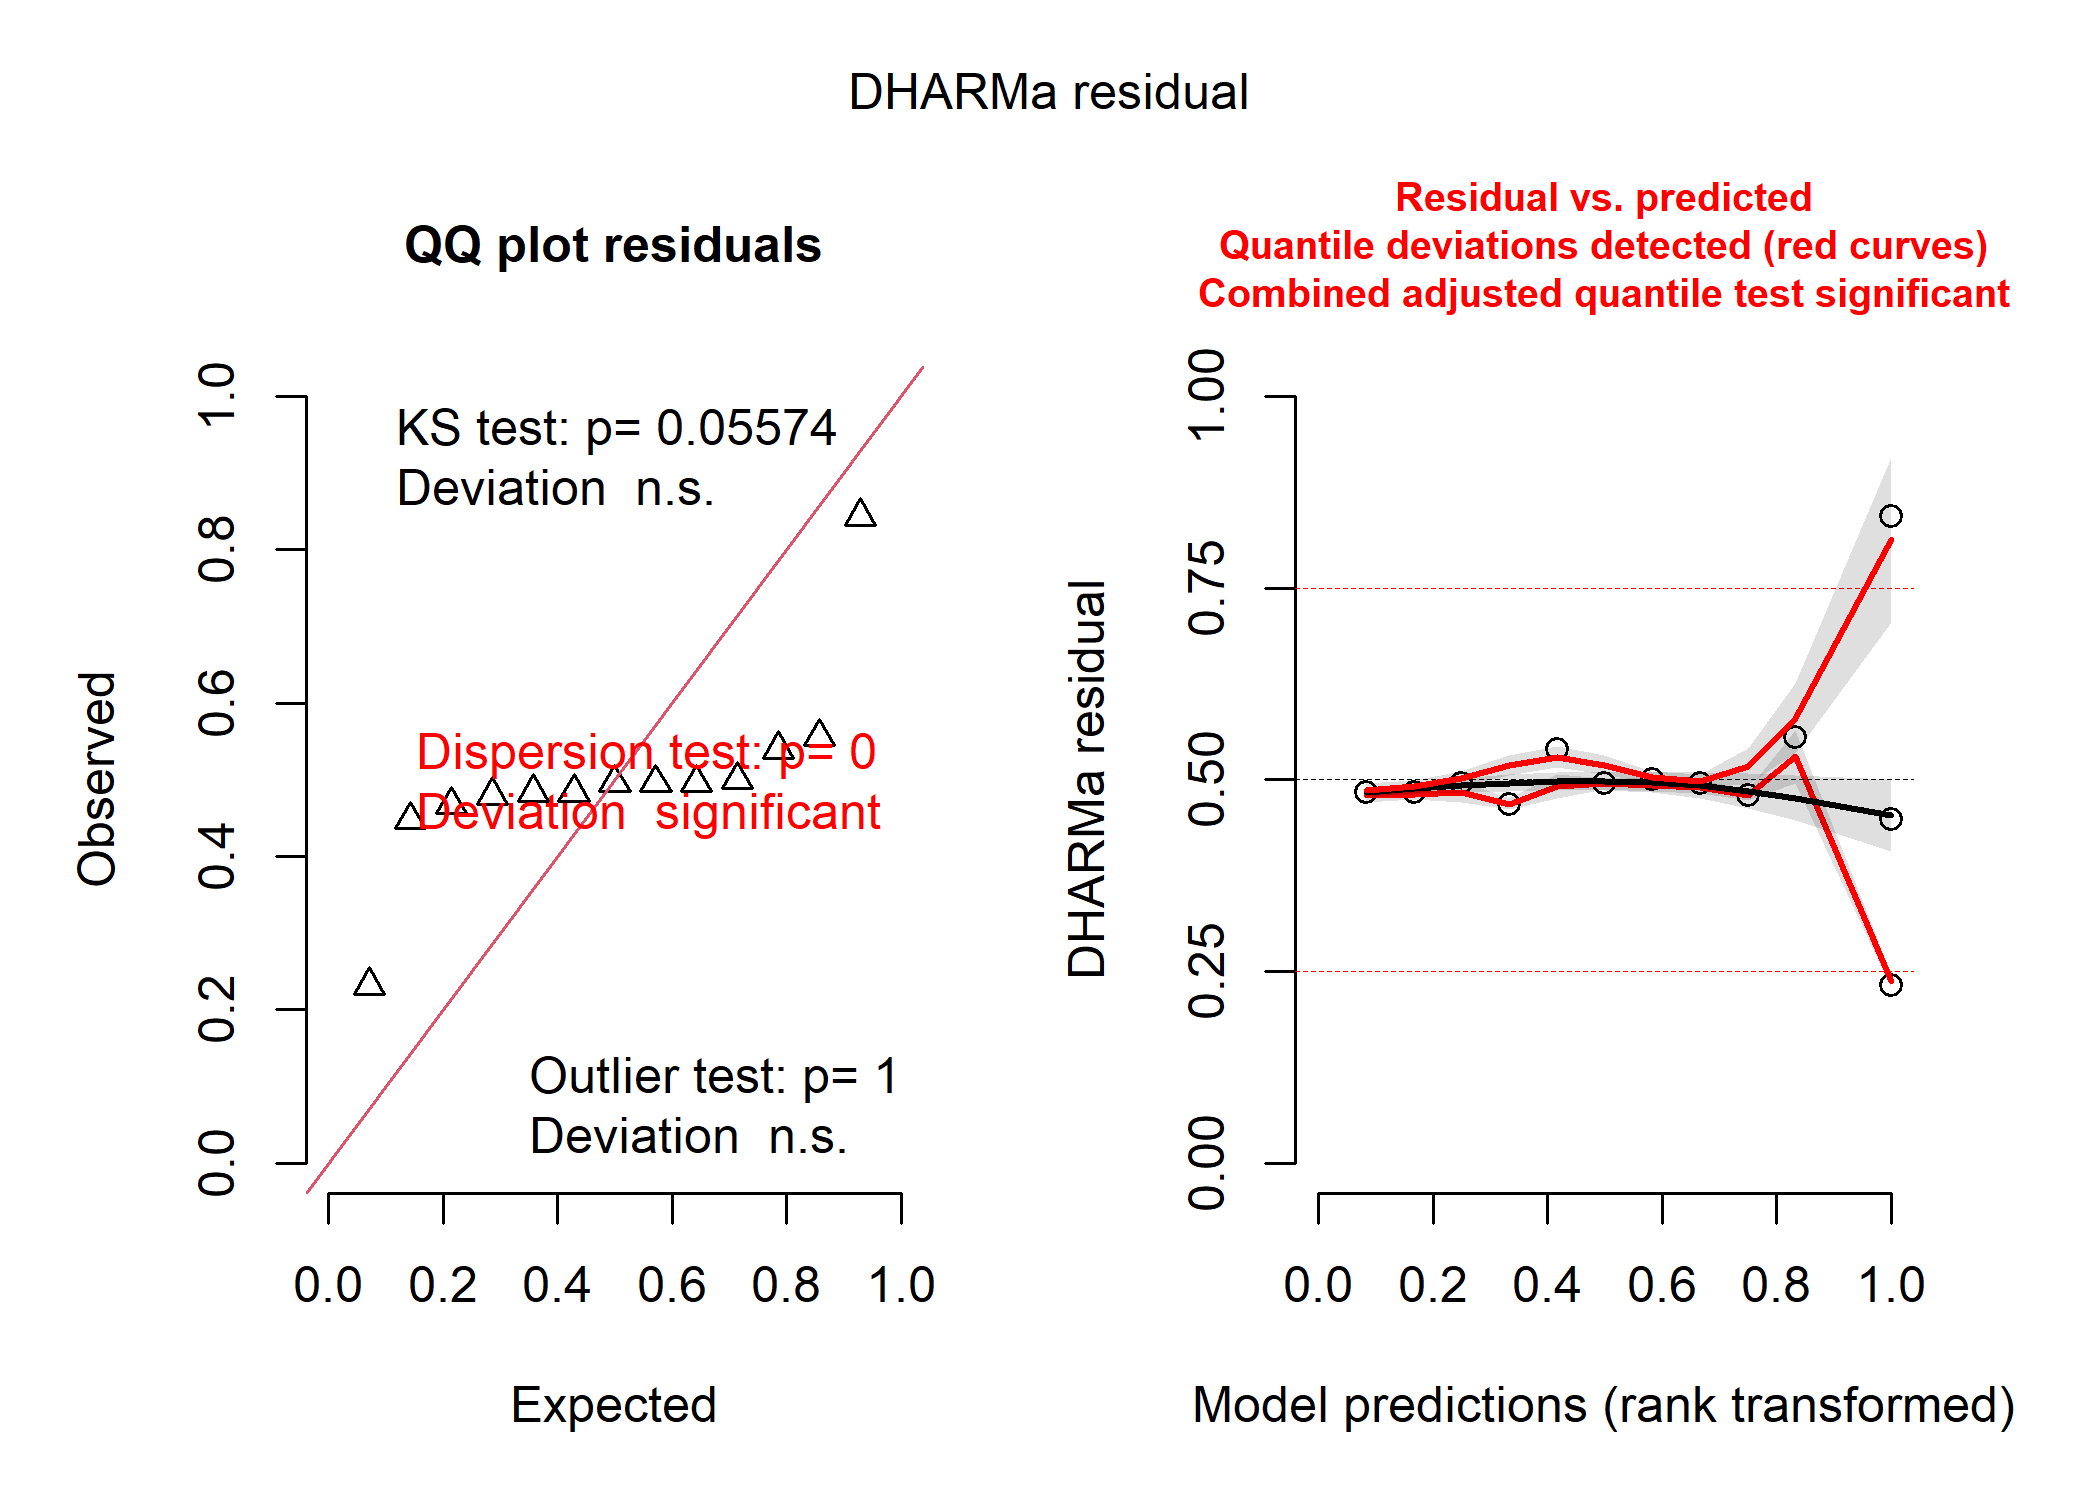 DHARMa residual
QQ plot residuals
KS test: p= 0.05574
Deviation  n.s.
Dispersion test: p= 0
Deviation  significant
Outlier test: p= 1
Deviation  n.s.
Observed
0.0 0.2 0.4 0.6 0.8 1.0
0.0 0.2 0.4 0.6 0.8 1.0
Expected
Residual vs. predicted
Quantile deviations detected (red curves)
Combined adjusted quantile test significant
DHARMa residual
0.00 0.25 0.50 0.75 1.00
0.0 0.2 0.4 0.6 0.8 1.0
Model predictions (rank transformed)